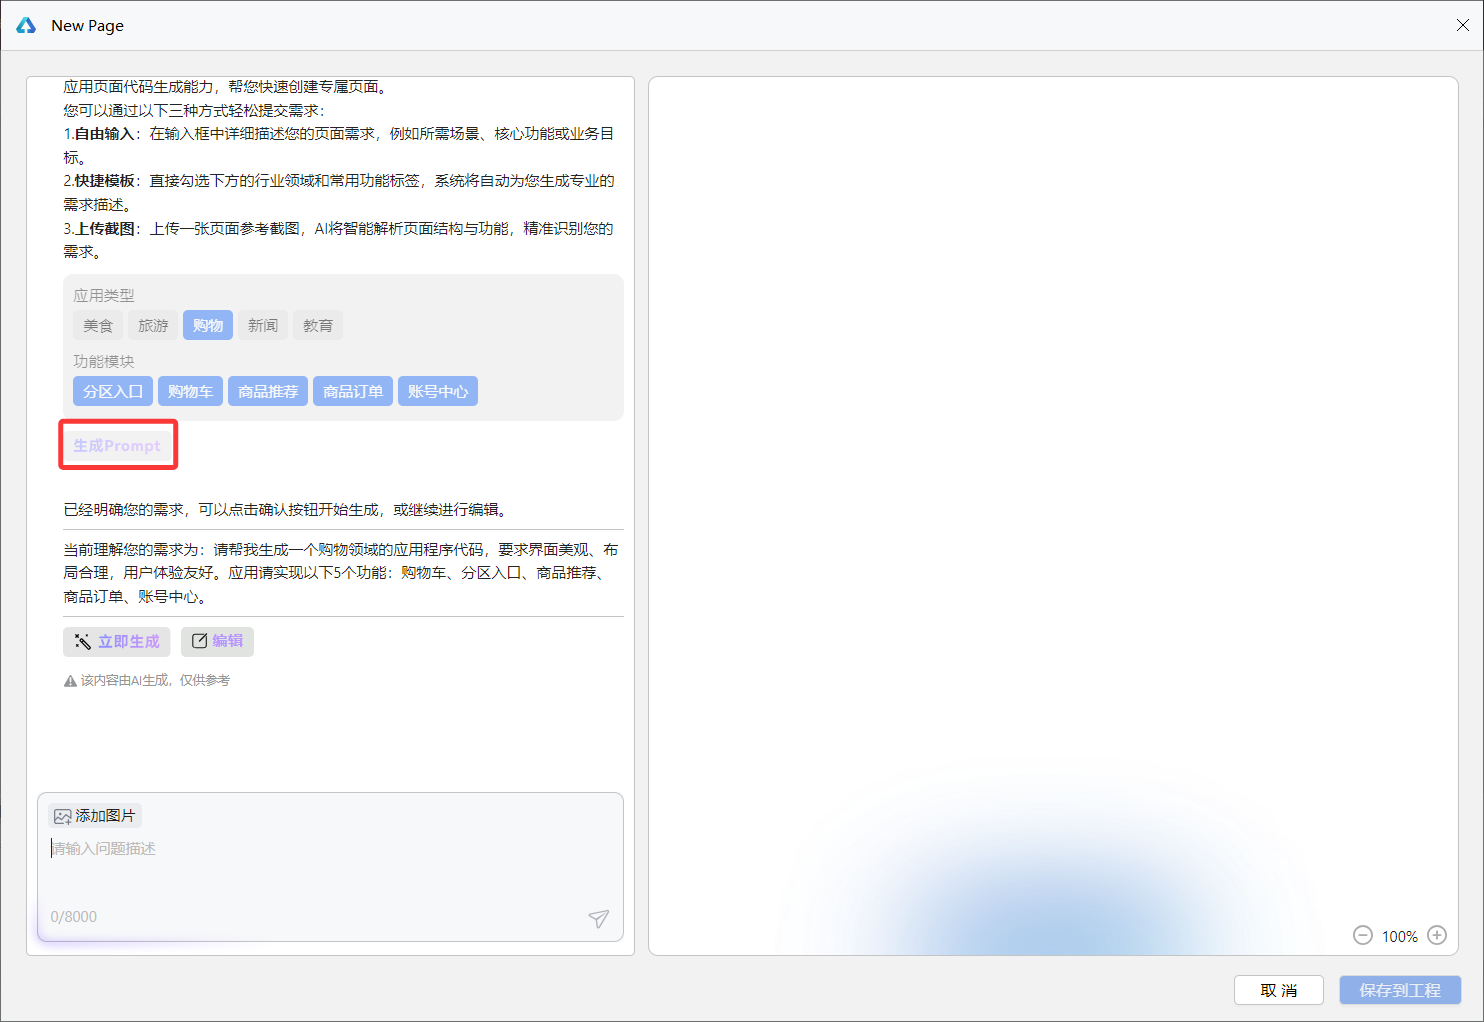 New Page
应用页面代码生成能力，帮您快速创建专属页面。
您可以通过以下三种方式轻松提交需求：
1.自由输入：在输入框中详细描述您的页面需求，例如所需场景、核心功能或业务目
标。
2.快捷模板：直接勾选下方的行业领域和常用功能标签，系统将自动为您生成专业的
需求描述。
3.上传截图：上传一张页面参考截图，AI将智能解析页面结构与功能，精准识别您的
需求。
应用类型
美食 旅游 购物 新闻 教育
功能模块
分区入口 购物车 商品推荐 商品订单 账号中心
生成Prompt
已经明确您的需求，可以点击确认按钮开始生成，或继续进行编辑。
当前理解您的需求为：请帮我生成一个购物领域的应用程序代码，要求界面美观、布
局合理，用户体验友好。应用请实现以下5个功能：购物车、分区入口、商品推荐、
商品订单、账号中心。
立即生成 编辑
该内容由AI生成，仅供参考
添加图片
请输入问题描述
0/8000
100%
取 消 保存到工程